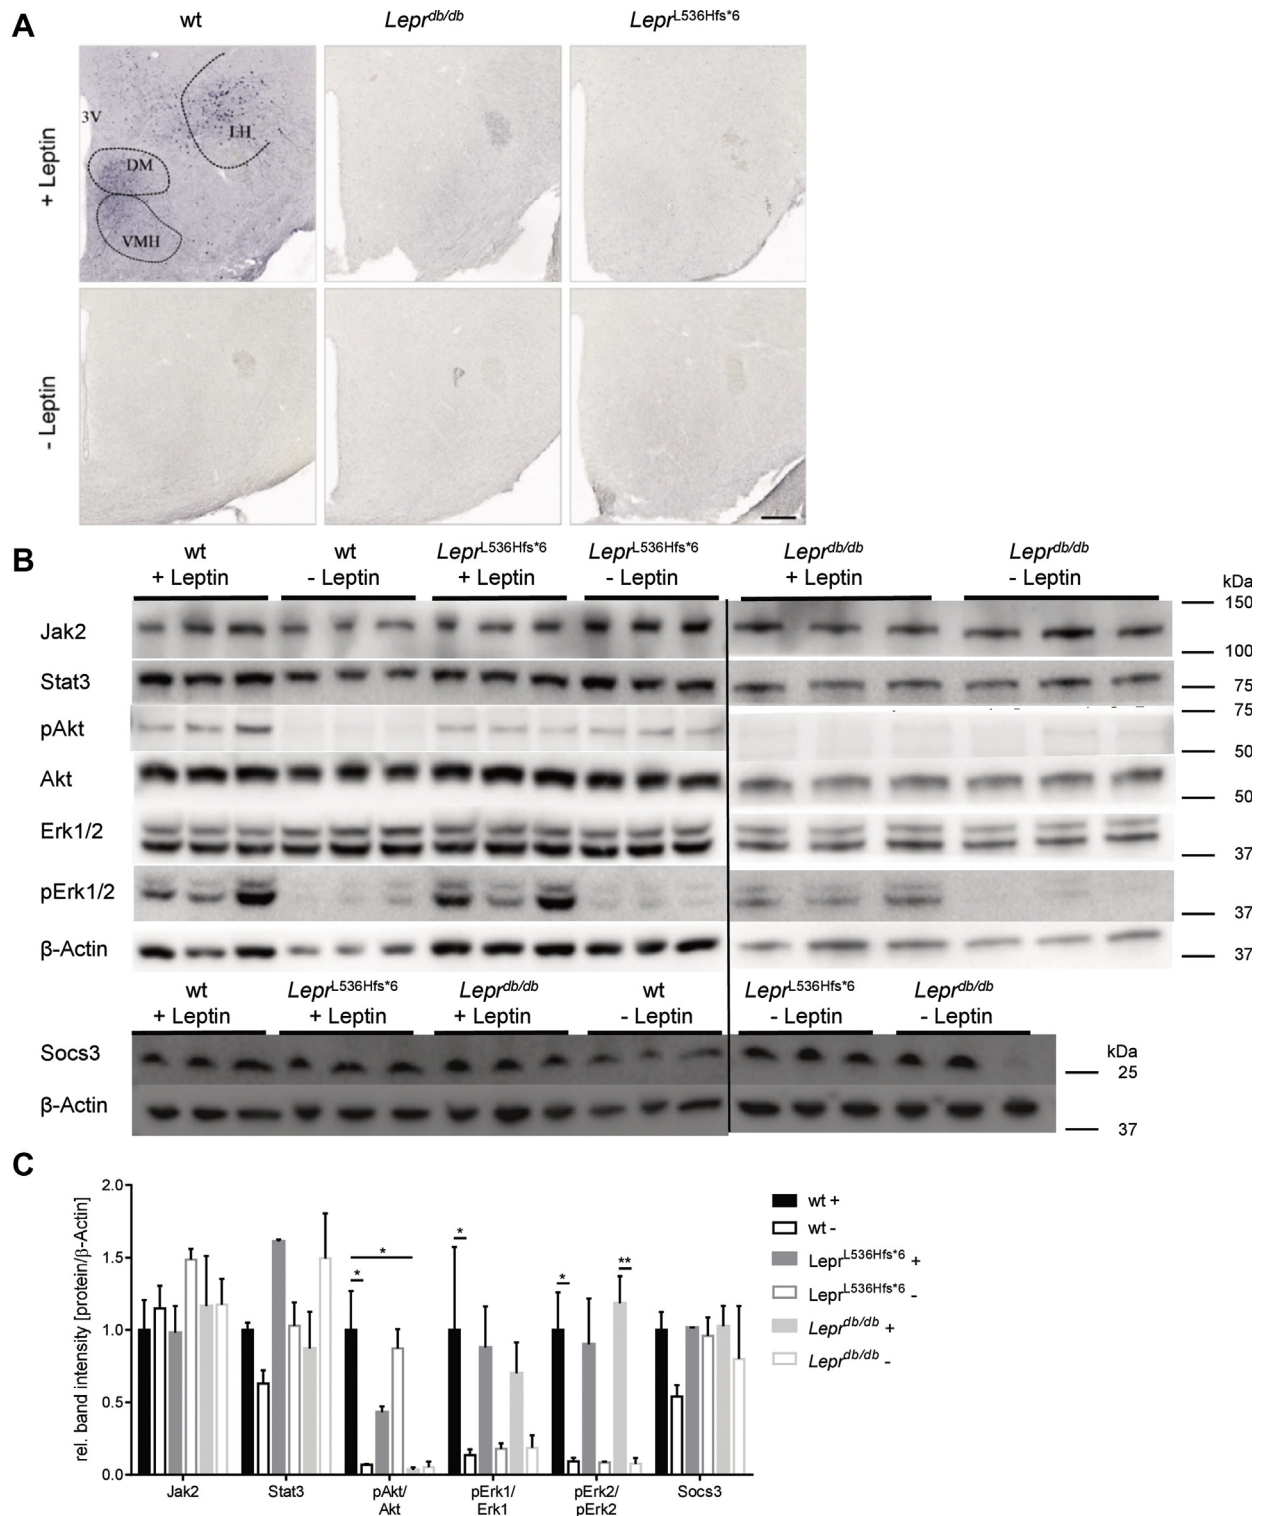 A
wt
Lepr^db/db
Lepr^L536Hfs*6
+ Leptin
3V
LH
DM
VMH
- Leptin
B
wt
+ Leptin
wt
- Leptin
Lepr^L536Hfs*6
+ Leptin
Lepr^L536Hfs*6
- Leptin
Lepr^db/db
+ Leptin
Lepr^db/db
- Leptin
kDa
Jak2
150
100
Stat3
75
pAkt
75
50
Akt
50
Erk1/2
37
pErk1/2
37
β-Actin
37
wt
+ Leptin
Lepr^L536Hfs*6
+ Leptin
Lepr^db/db
+ Leptin
wt
- Leptin
Lepr^L536Hfs*6
- Leptin
Lepr^db/db
- Leptin
Socs3
kDa
25
β-Actin
37
C
rel. band intensity [protein/β-Actin]
2.0
1.5
1.0
0.5
0.0
*
*
*
*
**
Jak2
Stat3
pAkt/
Akt
pErk1/
Erk1
pErk2/
pErk2
Socs3
wt +
wt -
Lepr^L536Hfs*6 +
Lepr^L536Hfs*6 -
Lepr^db/db +
Lepr^db/db -